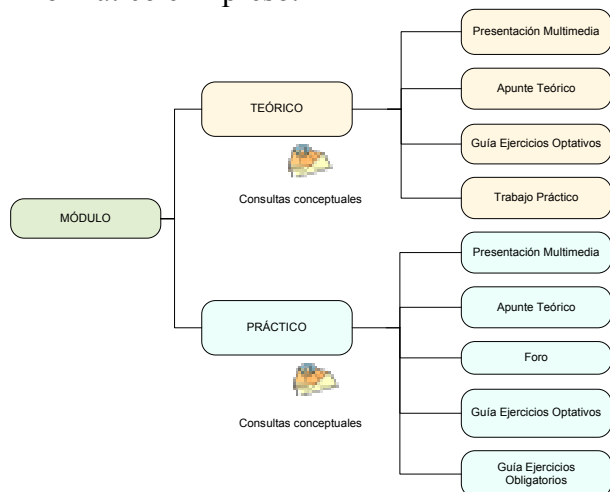 TEÓRICO
Consultas conceptuales
Presentación Multimedia
Apunte Teórico
Guía Ejercicios Optativos
Trabajo Práctico
MÓDULO
PRÁCTICO
Consultas conceptuales
Presentación Multimedia
Apunte Teórico
Foro
Guía Ejercicios Optativos
Guía Ejercicios
Obligatorios